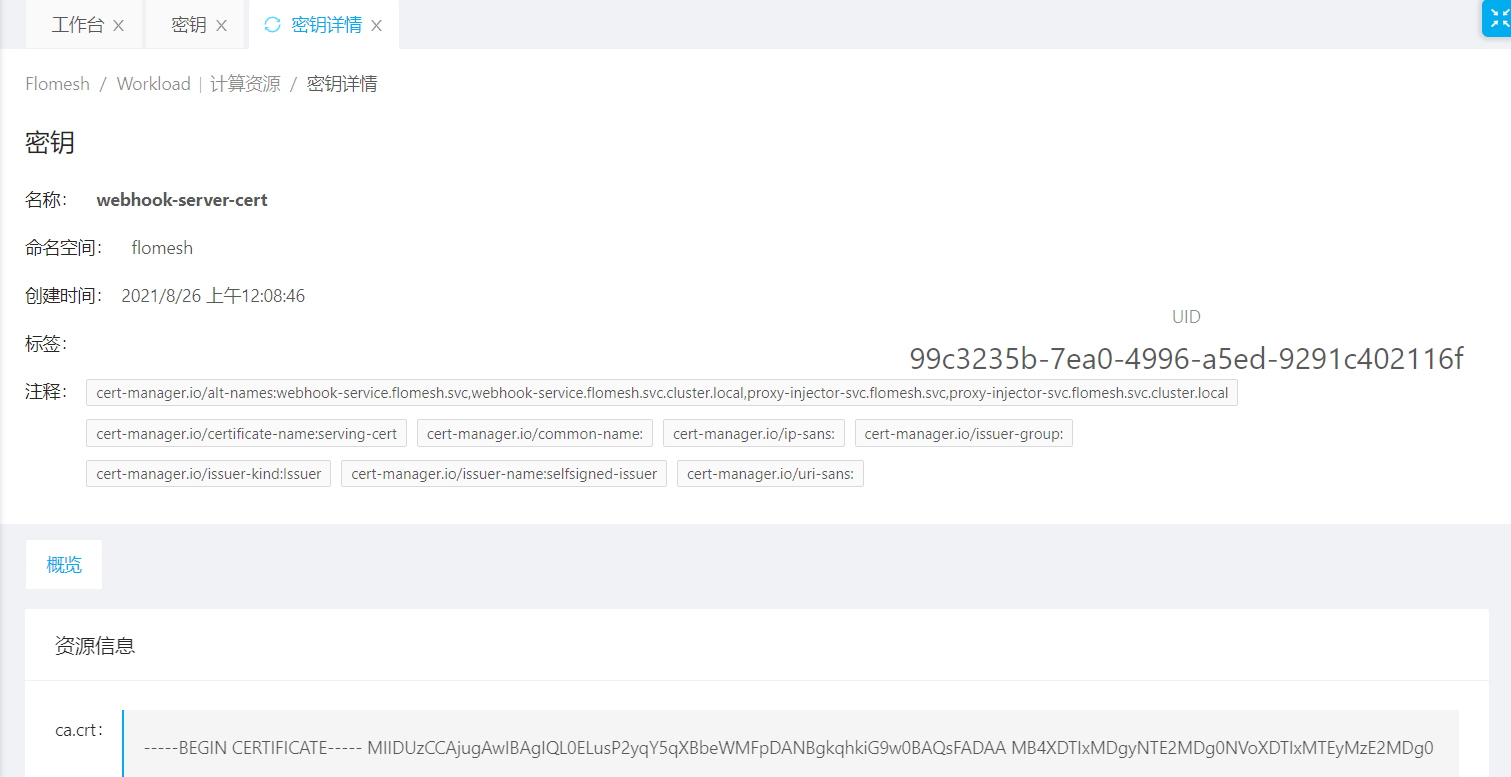 工作台 密钥 密钥详情
Flomesh / Workload | 计算资源 / 密钥详情
密钥
名称: webhook-server-cert
命名空间: flomesh
创建时间: 2021/8/26 上午12:08:46
标签:
UID
99c3235b-7ea0-4996-a5ed-9291c402116f
注释: cert-manager.io/alt-names:webhook-service.flomesh.svc,webhook-service.flomesh.svc.cluster.local,proxy-injector-svc.flomesh.svc,proxy-injector-svc.flomesh.svc.cluster.local
cert-manager.io/certificate-name:serving-cert cert-manager.io/common-name: cert-manager.io/ip-sans: cert-manager.io/issuer-group:
cert-manager.io/issuer-kind:Issuer cert-manager.io/issuer-name:selfsigned-issuer cert-manager.io/uri-sans:
概览
资源信息
ca.crt: -----BEGIN CERTIFICATE----- MIIDUzCCAjugAwIBAgIQL0ELusP2yqY5qXBbeWMFpDANBgkqhkiG9w0BAQsFADAA MB4XDTIxMDgyNTE2MDg0NVoXDTIxMTEyMzE2MDg0